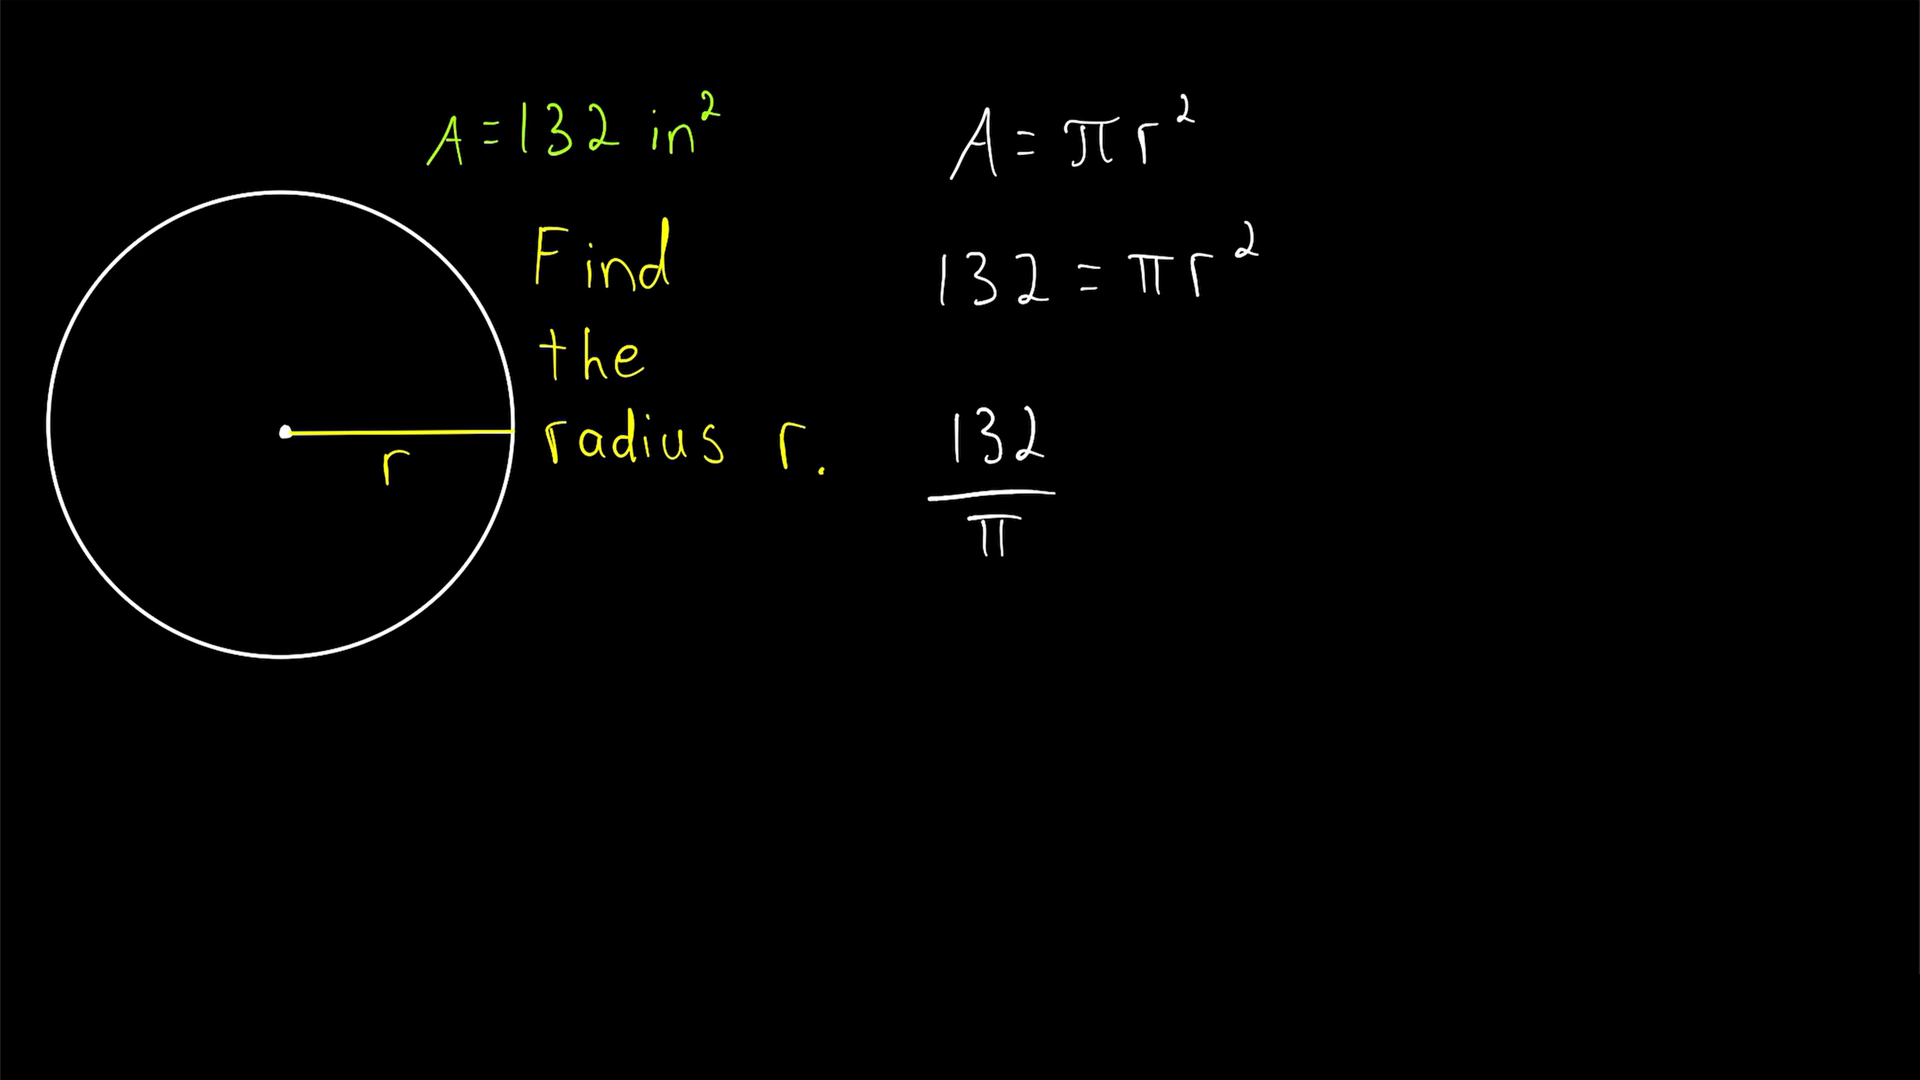 A = 132 in²
Find
the
radius r.
r
A = πr²
132 = πr²
132
π